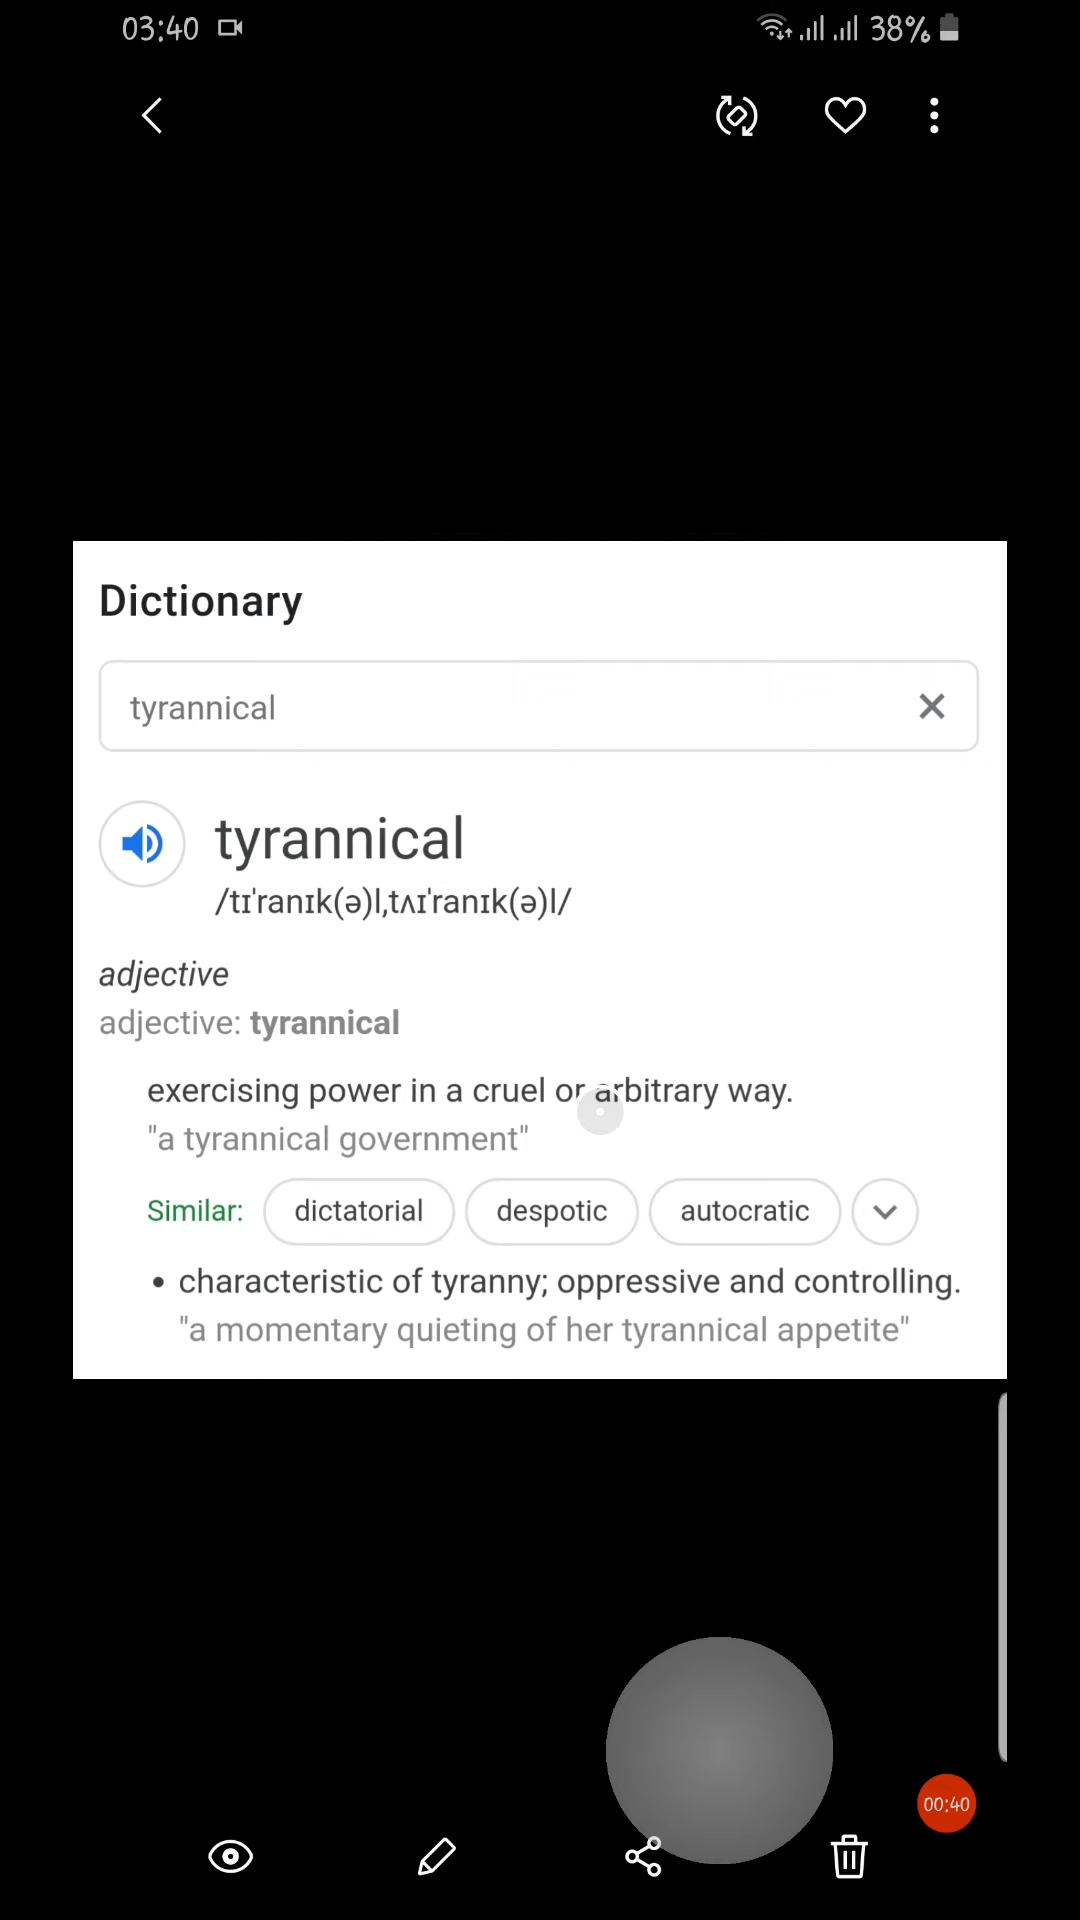 03:40 38%
Dictionary
tyrannical
tyrannical
/tɪˈranɪk(ə)l,tʌɪˈranɪk(ə)l/
adjective
adjective: tyrannical
exercising power in a cruel or arbitrary way.
"a tyrannical government"
Similar: dictatorial despotic autocratic
• characteristic of tyranny; oppressive and controlling.
"a momentary quieting of her tyrannical appetite"
00:40